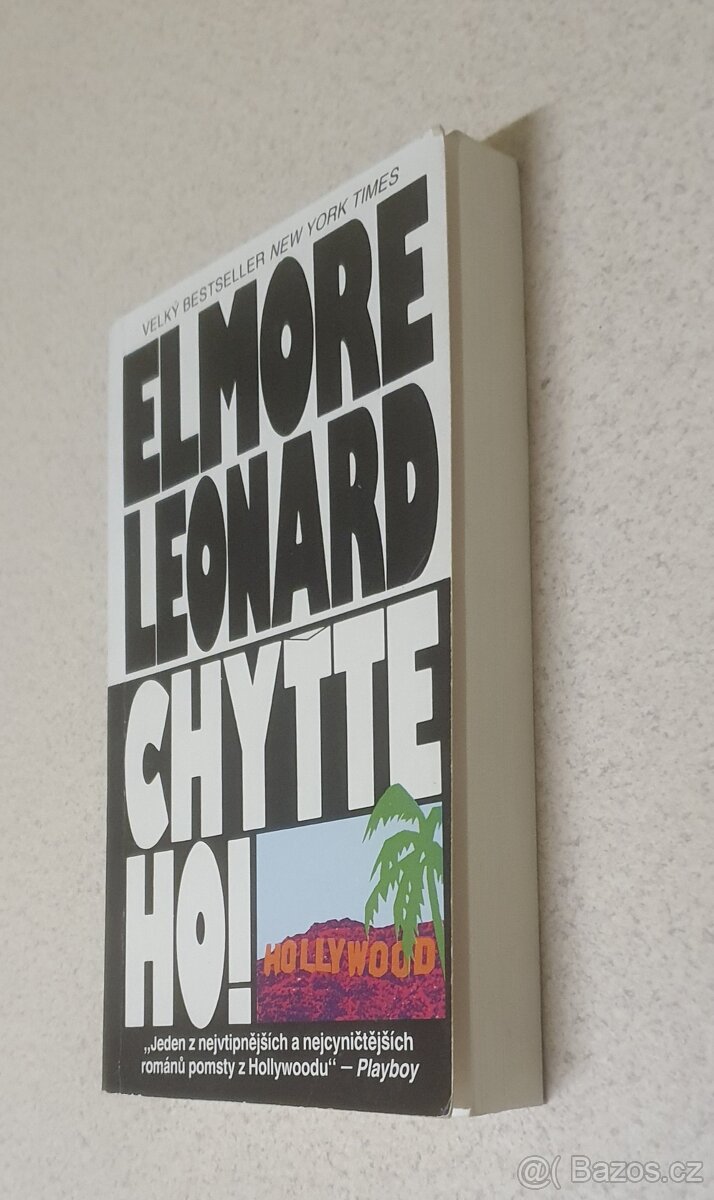 VELKÝ BESTSELLER NEW YORK TIMES
ELMORE
LEONARD
CHYŤTE
HO!
HOLLYWOOD
„Jeden z nejvtipnějších a nejcyničtějších
románů pomsty z Hollywoodu“ – Playboy
@( Bazos.cz